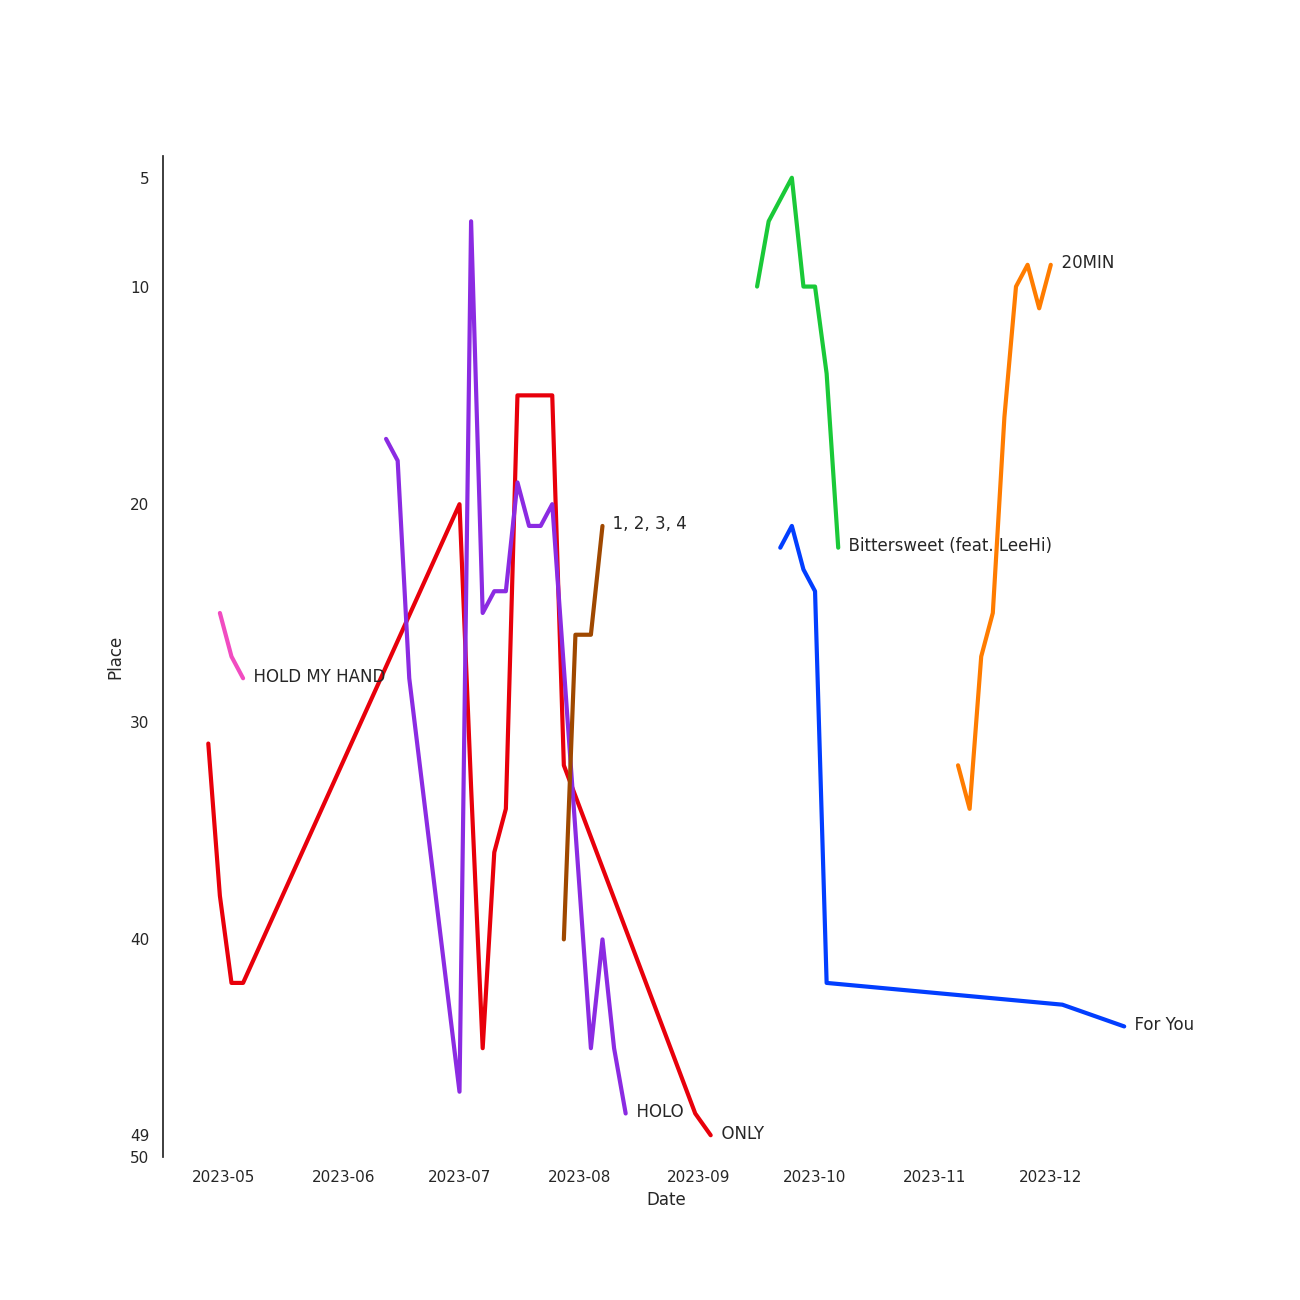 5
10
20
30
40
49
50
Place
20MIN
1, 2, 3, 4
Bittersweet (feat. LeeHi)
HOLD MY HAND
For You
HOLO
ONLY
2023-05
2023-06
2023-07
2023-08
2023-09
2023-10
2023-11
2023-12
Date